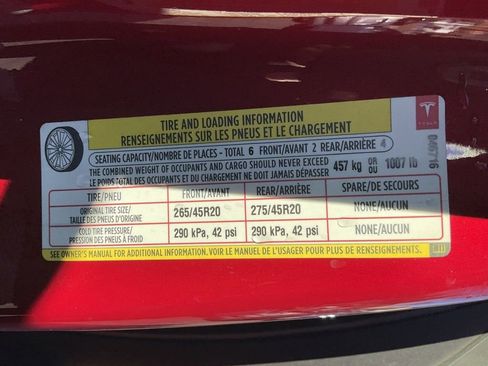 TIRE AND LOADING INFORMATION
RENSEIGNEMENTS SUR LES PNEUS ET LE CHARGEMENT
TESLA
SEATING CAPACITY/NOMBRE DE PLACES - TOTAL 6 FRONT/AVANT 2 REAR/ARRIÈRE 4
THE COMBINED WEIGHT OF OCCUPANTS AND CARGO SHOULD NEVER EXCEED
LE POIDS TOTAL DES OCCUPANTS ET DU CHARGEMENT NE DOIT JAMAIS DÉPASSER
457 kg OR OU 1007 lb
TIRE/PNEU FRONT/AVANT REAR/ARRIÈRE SPARE/DE SECOURS
ORIGINAL TIRE SIZE/
TAILLE DES PNEUS D'ORIGINE
265/45R20 275/45R20 NONE/AUCUN
COLD TIRE PRESSURE/
PRESSION DES PNEUS À FROID
290 kPa, 42 psi 290 kPa, 42 psi NONE/AUCUN
SEE OWNER'S MANUAL FOR ADDITIONAL INFORMATION. VOIR LE MANUEL DE L'USAGER POUR PLUS DE RENSEIGNEMENTS.